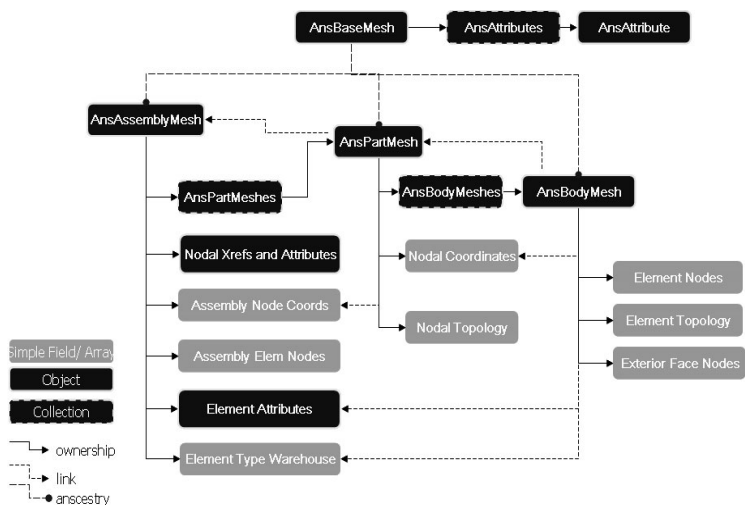 AnsBaseMesh
AnsAttributes
AnsAttribute
AnsAssemblyMesh
AnsPartMesh
AnsPartMeshes
AnsBodyMeshes
AnsBodyMesh
Nodal Xrefs and Attributes
Nodal Coordinates
Element Nodes
Assembly Node Coords
Nodal Topology
Element Topology
Assembly Elem Nodes
Exterior Face Nodes
Element Attributes
Element Type Warehouse
Simple Field/ Array
Object
Collection
ownership
link
anscestry